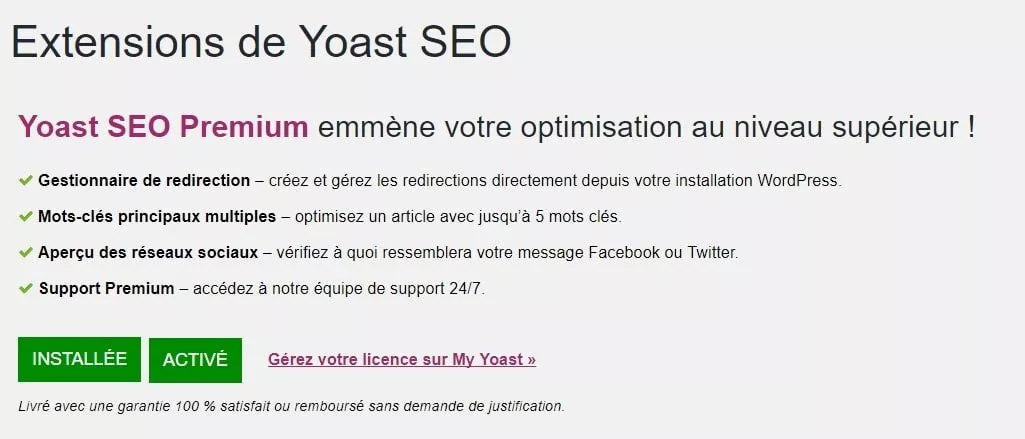 Extensions de Yoast SEO
Yoast SEO Premium emmène votre optimisation au niveau supérieur !
✔ Gestionnaire de redirection – créez et gérez les redirections directement depuis votre installation WordPress.
✔ Mots-clés principaux multiples – optimisez un article avec jusqu’à 5 mots clés.
✔ Aperçu des réseaux sociaux – vérifiez à quoi ressemblera votre message Facebook ou Twitter.
✔ Support Premium – accédez à notre équipe de support 24/7.
INSTALLÉE ACTIVÉ Gérez votre licence sur My Yoast »
Livré avec une garantie 100 % satisfait ou remboursé sans demande de justification.